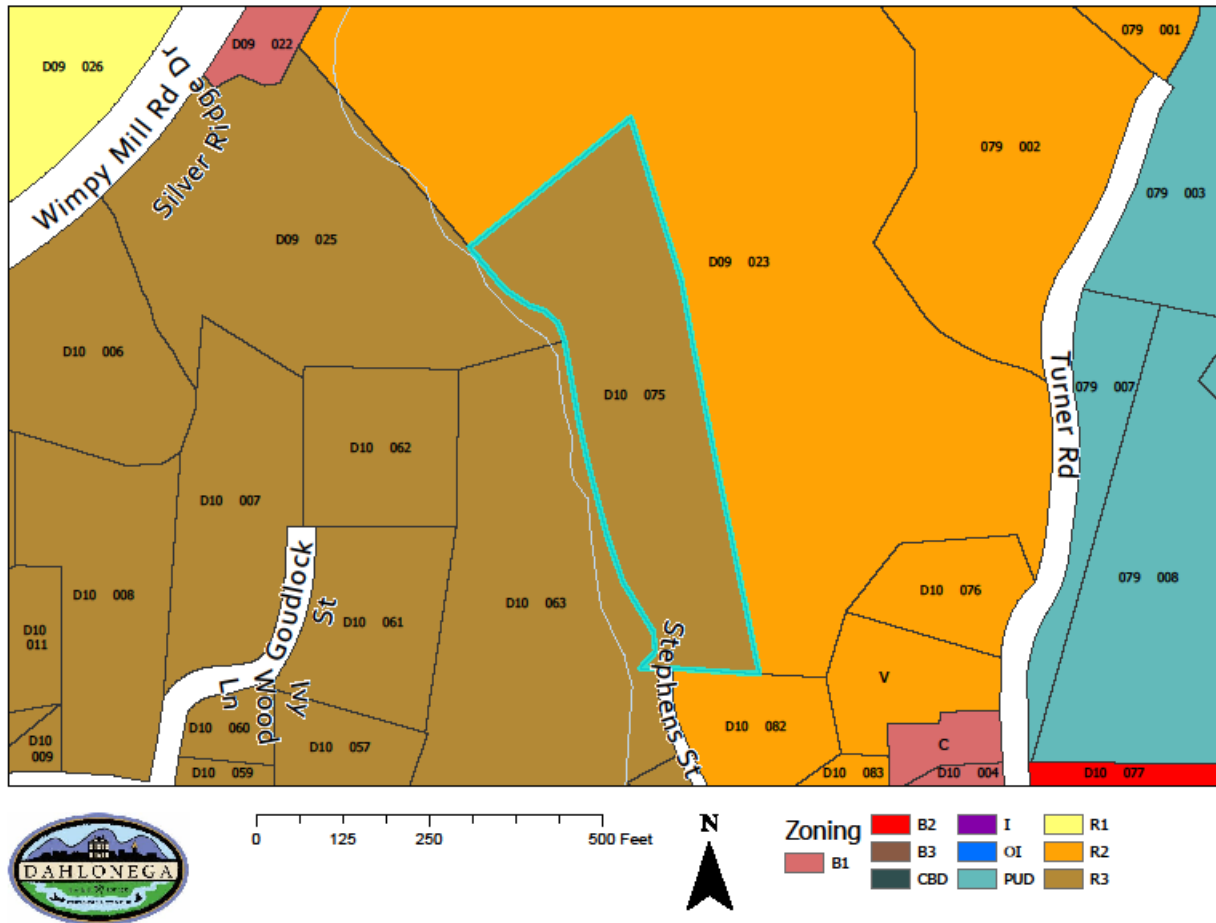 D09 022
079 001
D09 026
Wimpy Mill Rd
Silver Ridge Dr
079 002
079 003
D09 025
D09 023
D10 006
079 007
Turner Rd
D10 075
D10 062
D10 007
079 008
D10 076
D10 008
D10 063
D10 061
D10
011
Goudlock
St
Stephens St
V
Ivy
Wood
Ln
D10 082
D10 060
C
D10 057
D10
009
D10 059
D10 083
D10 004
D10 077
DAHLONEGA
0 125 250 500 Feet
N
Zoning
B1
B2
B3
CBD
I
OI
PUD
R1
R2
R3